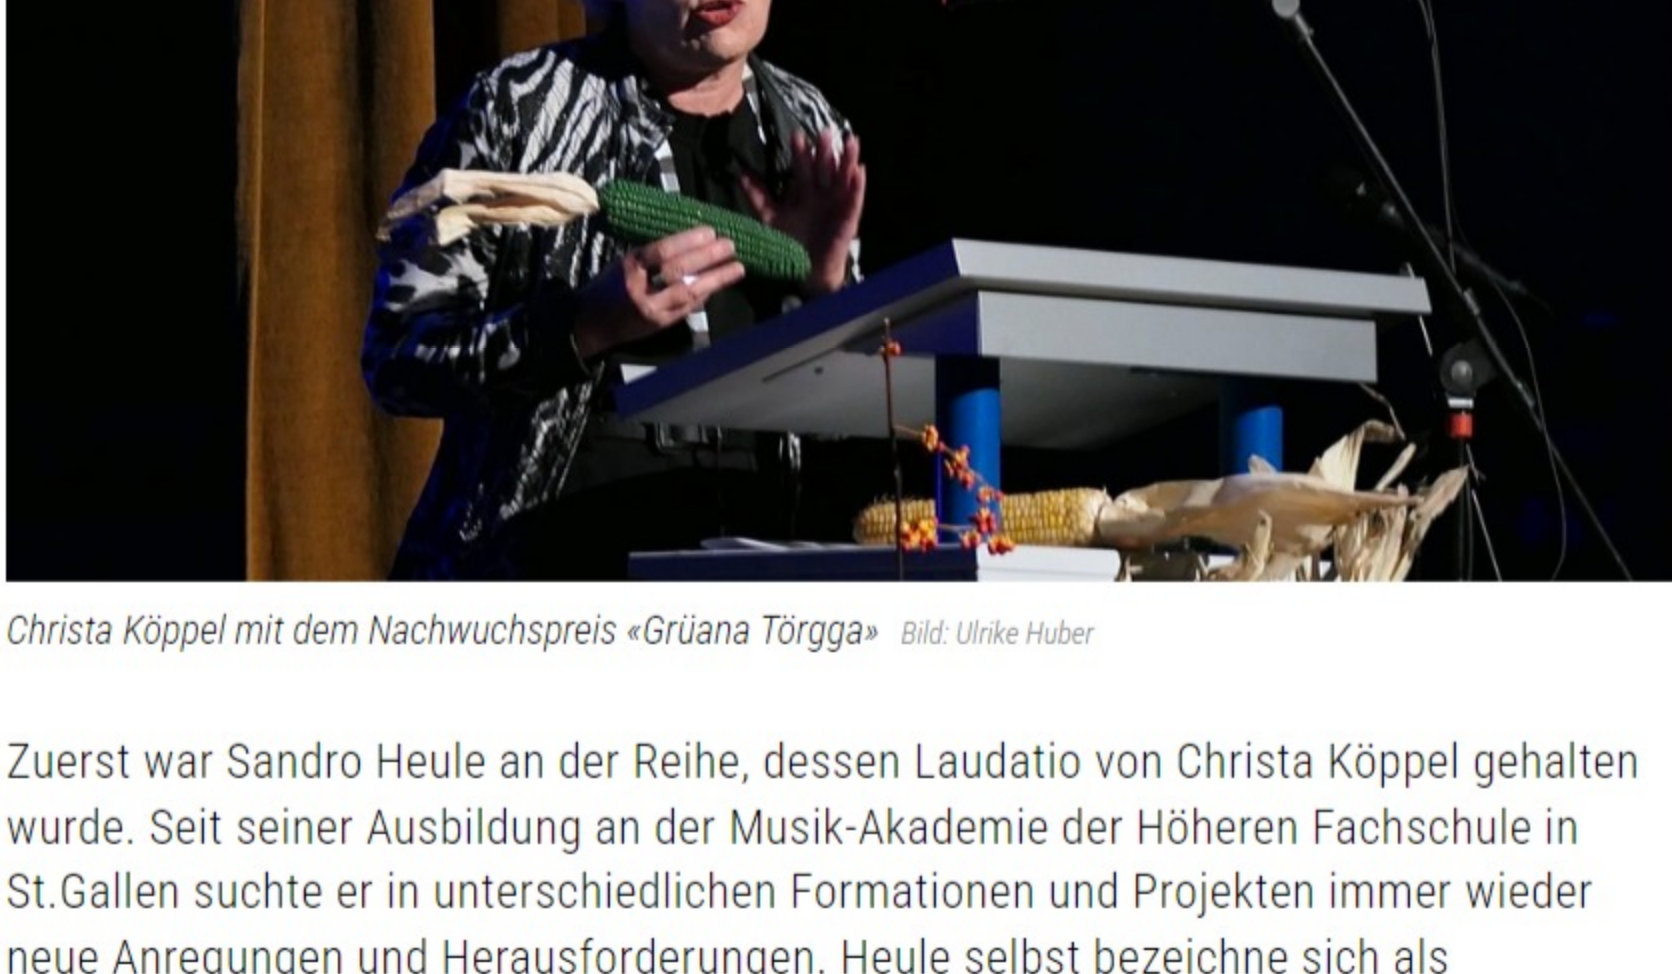 Christa Köppel mit dem Nachwuchspreis «Grüana Törgga» Bild: Ulrike Huber
Zuerst war Sandro Heule an der Reihe, dessen Laudatio von Christa Köppel gehalten
wurde. Seit seiner Ausbildung an der Musik-Akademie der Höheren Fachschule in
St.Gallen suchte er in unterschiedlichen Formationen und Projekten immer wieder
neue Anregungen und Herausforderungen. Heule selbst bezeichne sich als